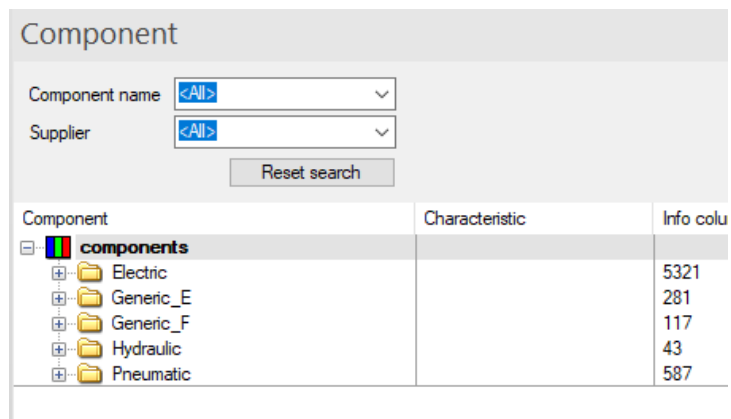 Component
Component name <All>
Supplier <All>
Reset search
Component Characteristic Info colu
components
Electric 5321
Generic_E 281
Generic_F 117
Hydraulic 43
Pneumatic 587